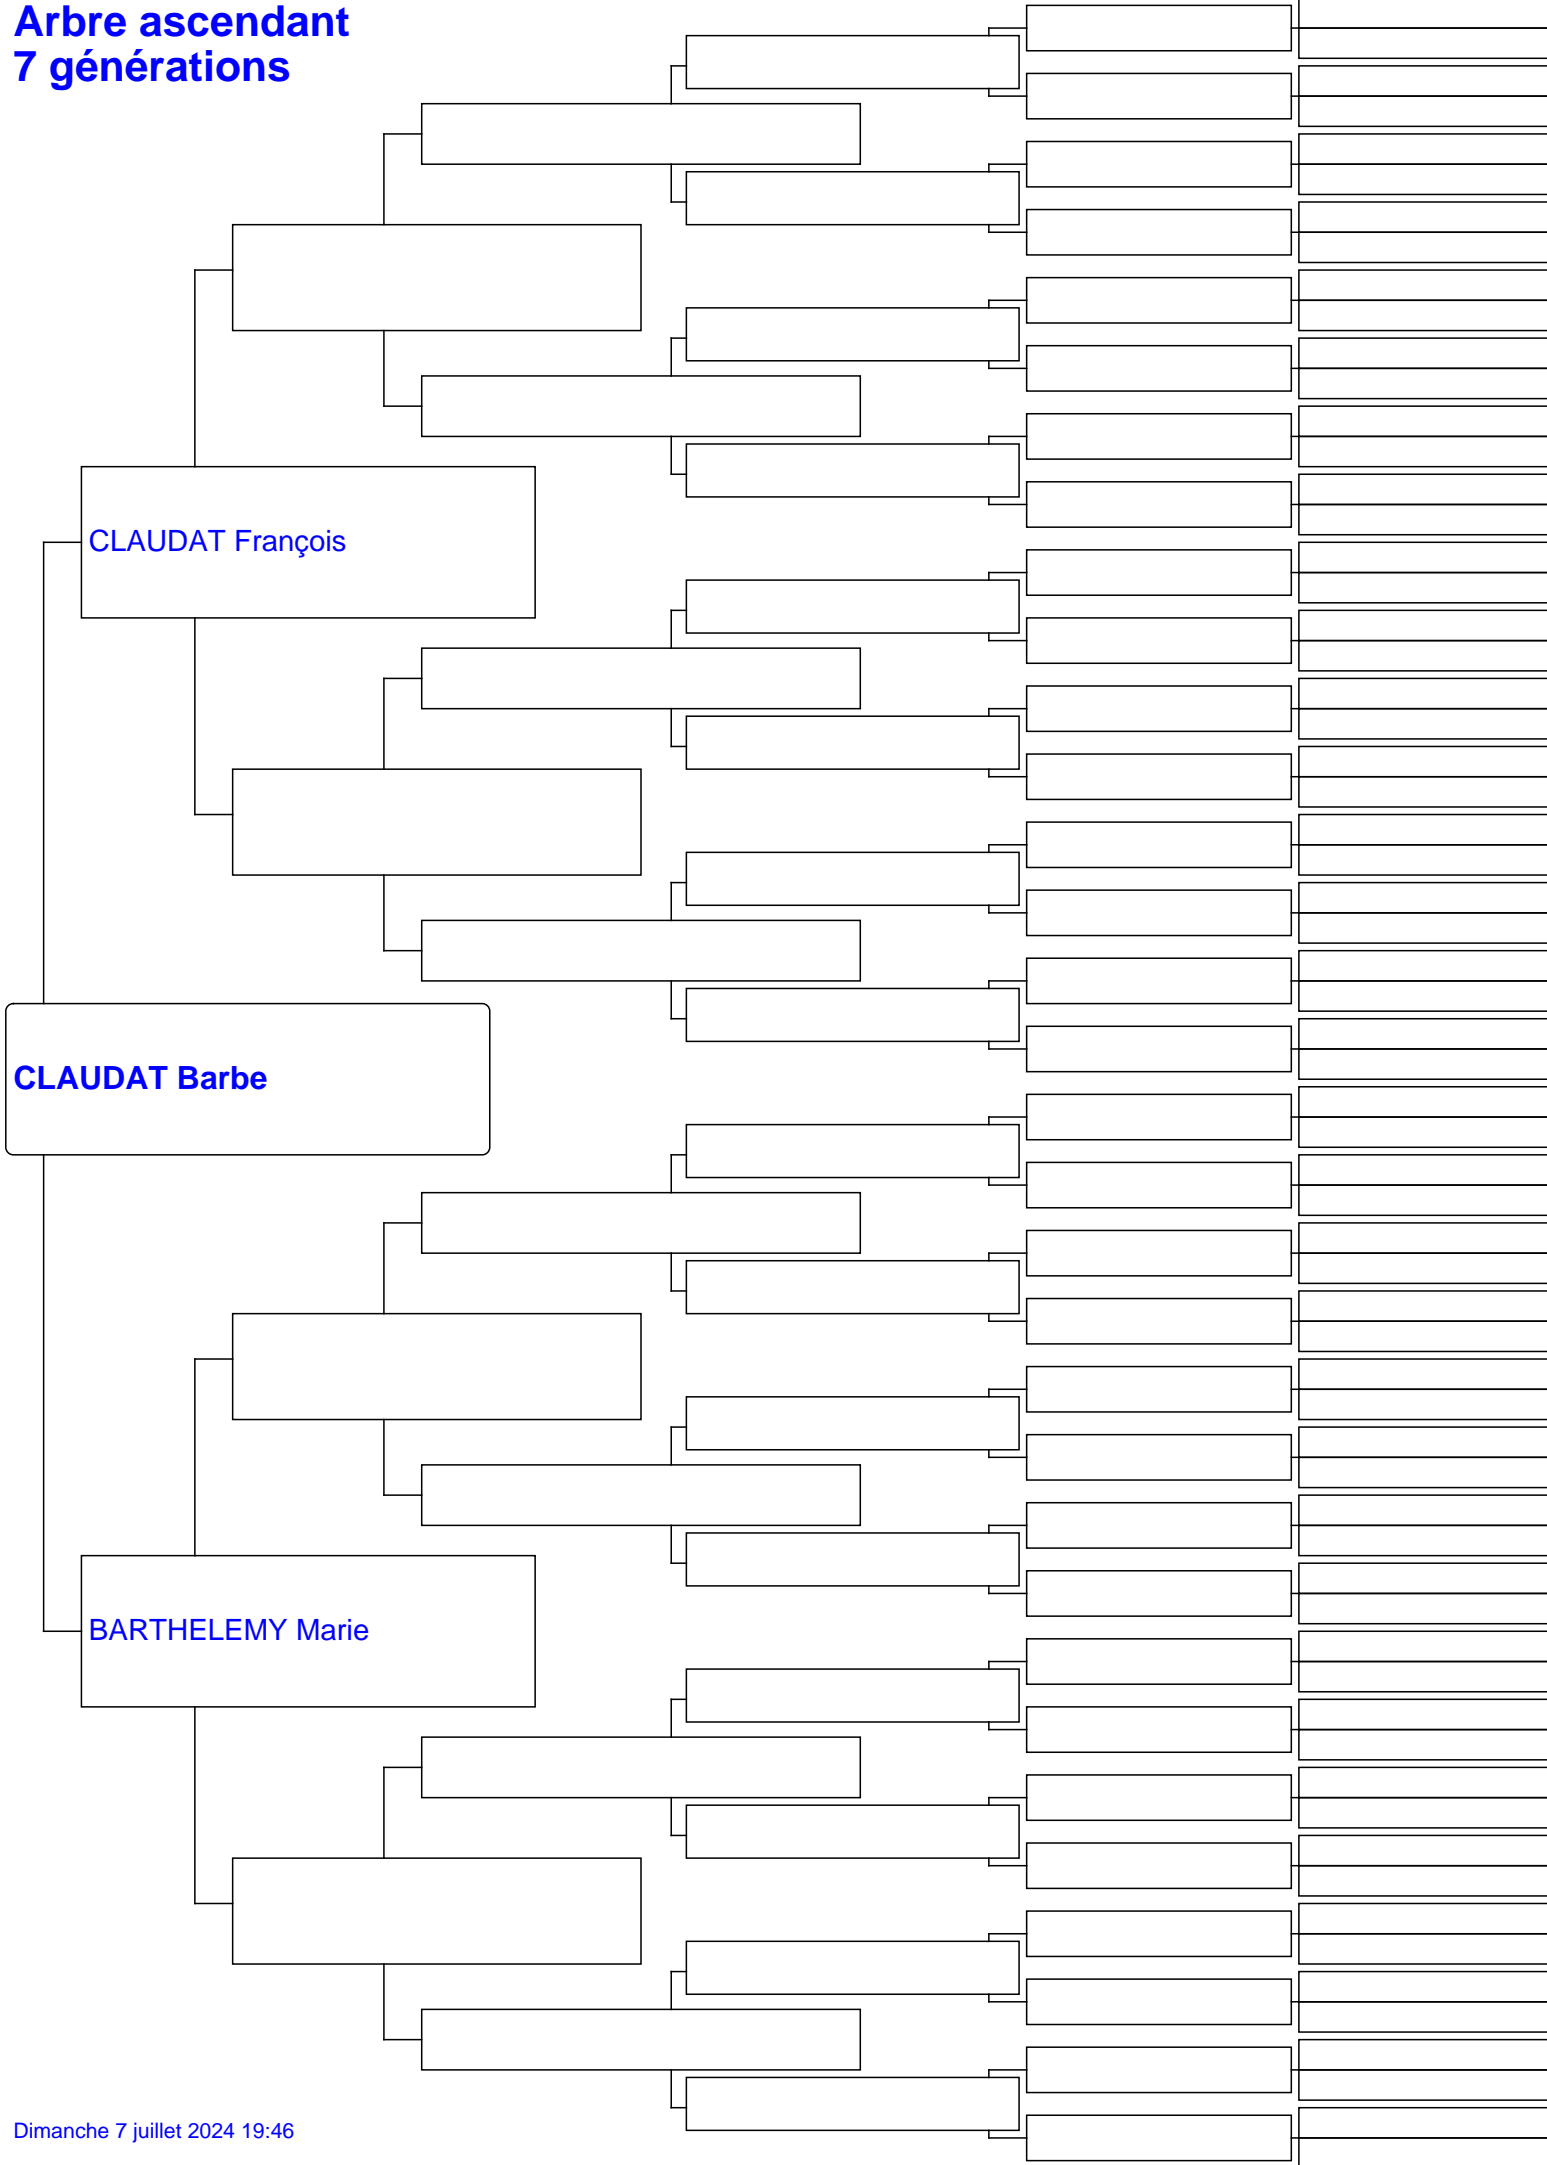 Arbre ascendant
7 générations
CLAUDAT François
CLAUDAT Barbe
BARTHELEMY Marie
Dimanche 7 juillet 2024 19:46